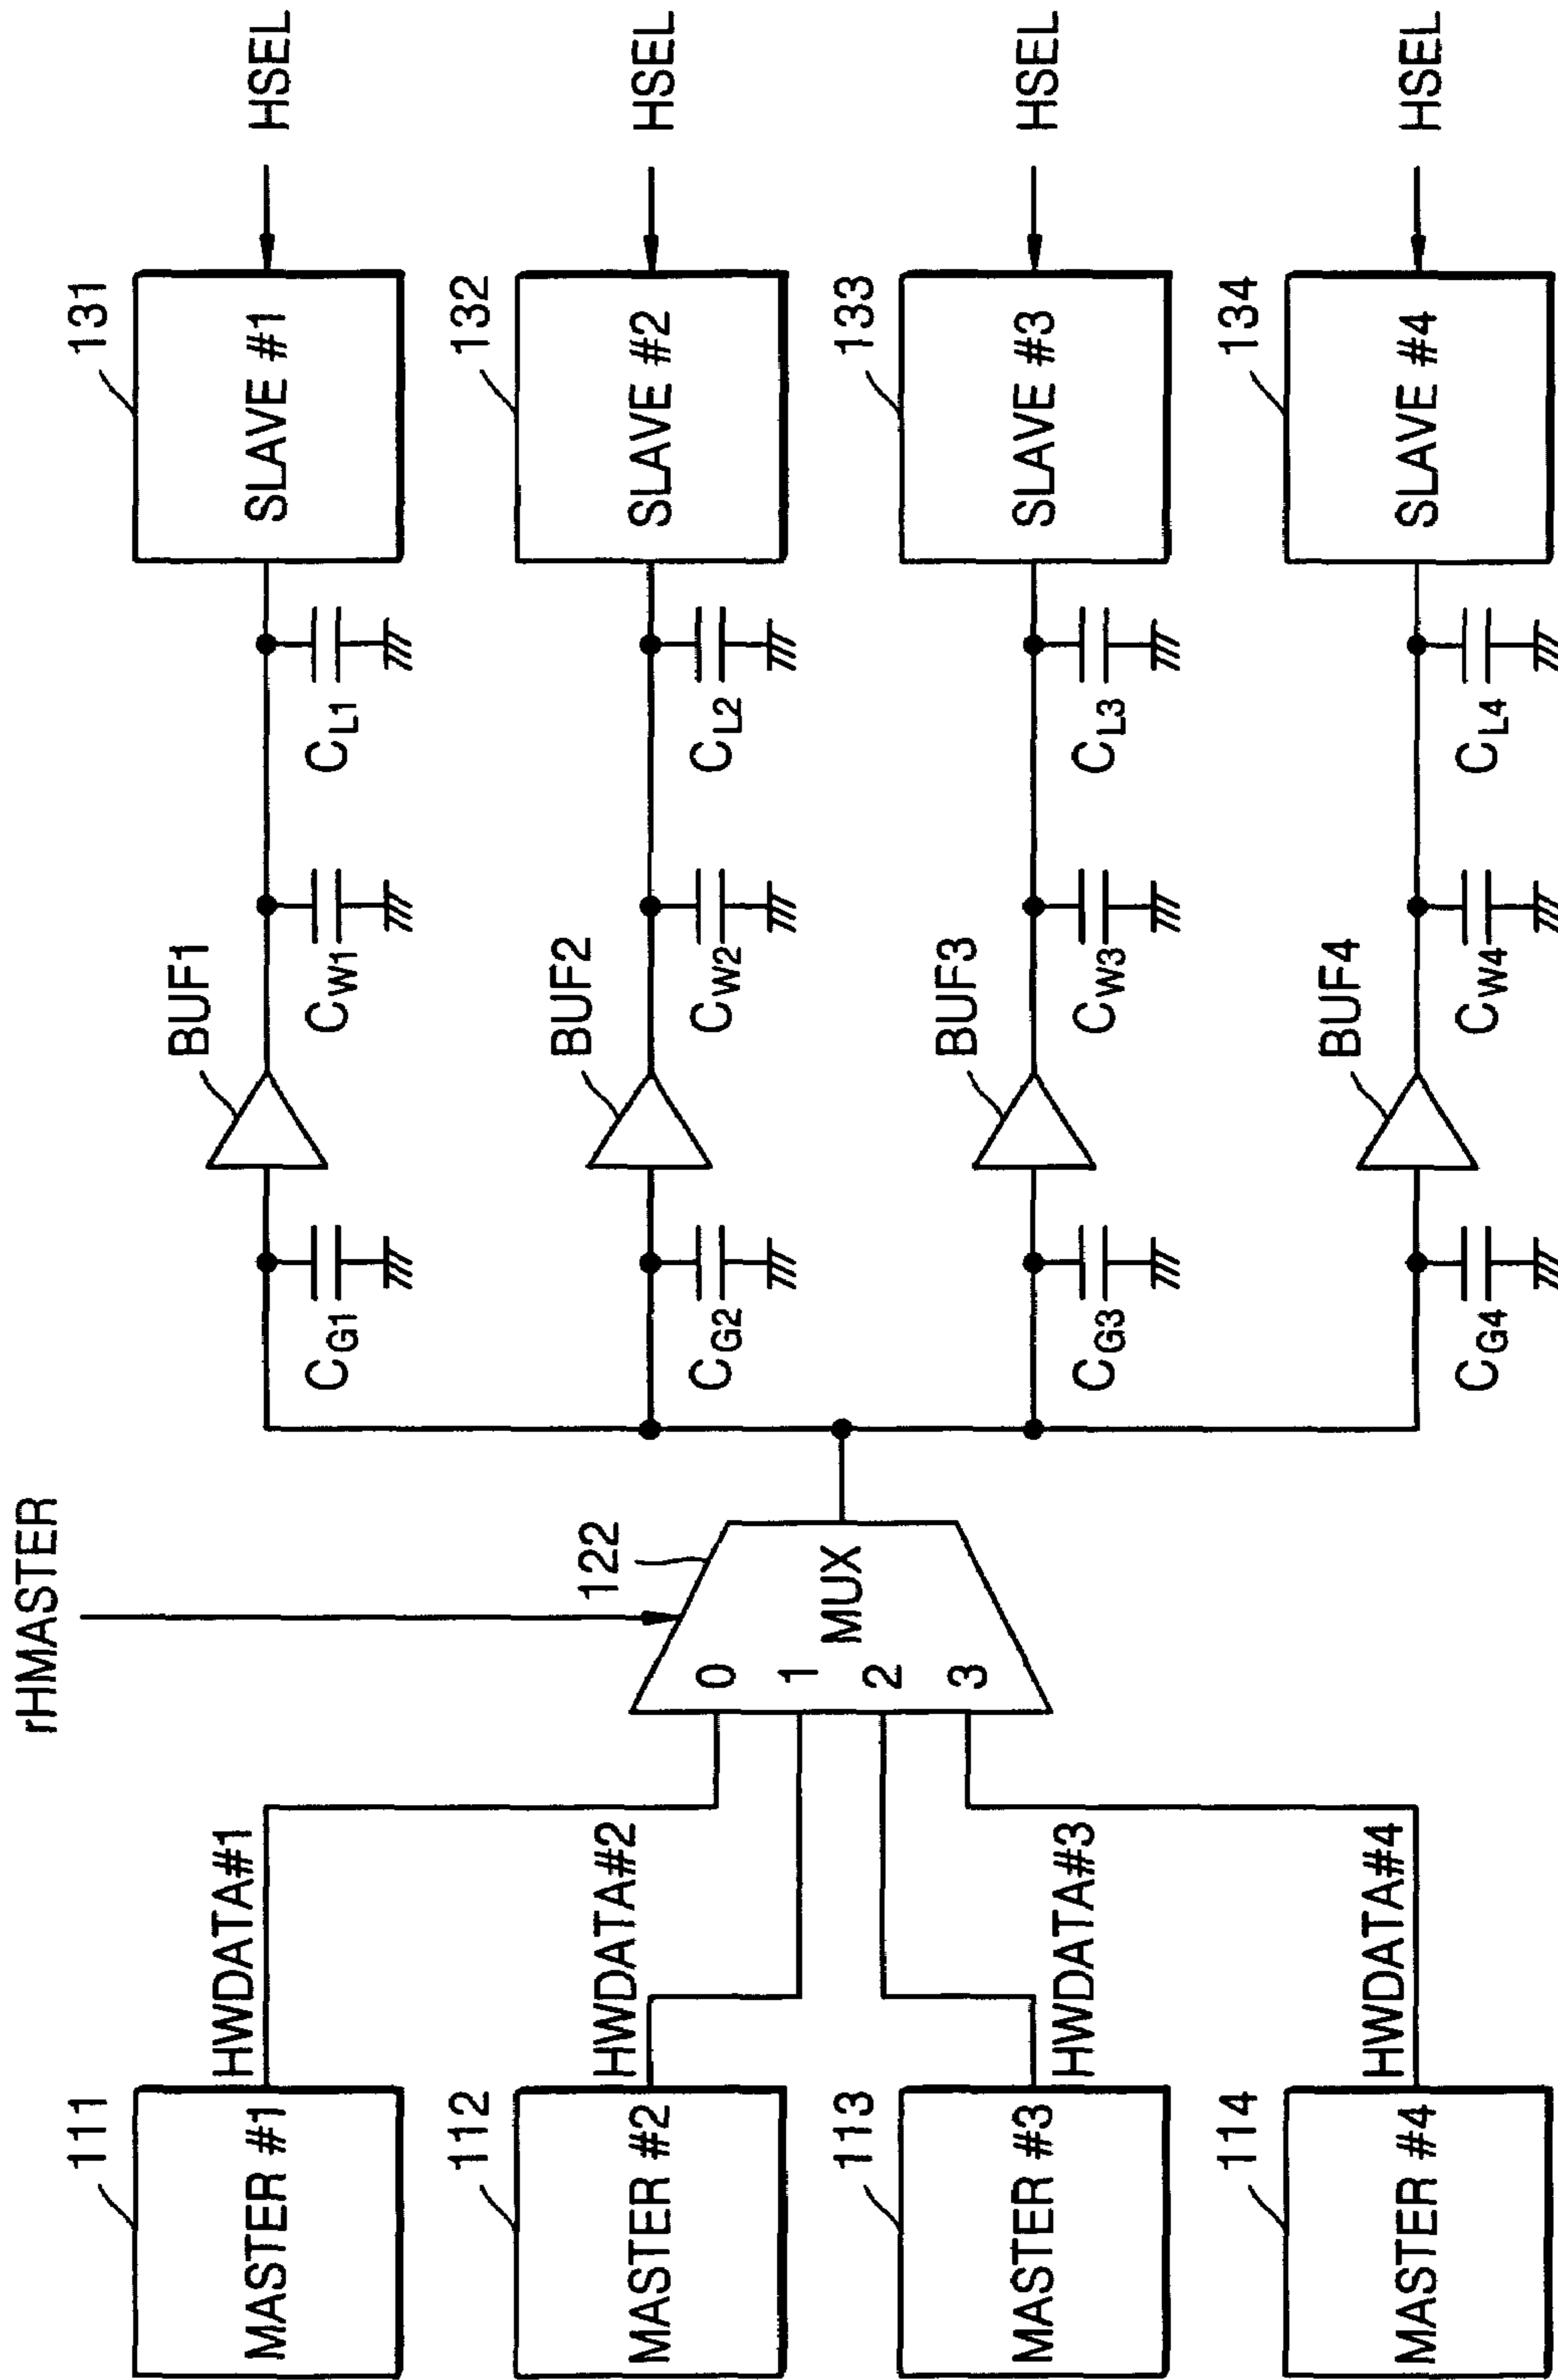 rHMASTER
111
MASTER #1
HWDATA#1
112
MASTER #2
HWDATA#2
113
MASTER #3
HWDATA#3
114
MASTER #4
HWDATA#4
122
MUX
0
1
2
3
CG1
BUF1
CW1
CL1
131
SLAVE #1
HSEL
CG2
BUF2
CW2
CL2
132
SLAVE #2
HSEL
CG3
BUF3
CW3
CL3
133
SLAVE #3
HSEL
CG4
BUF4
CW4
CL4
134
SLAVE #4
HSEL